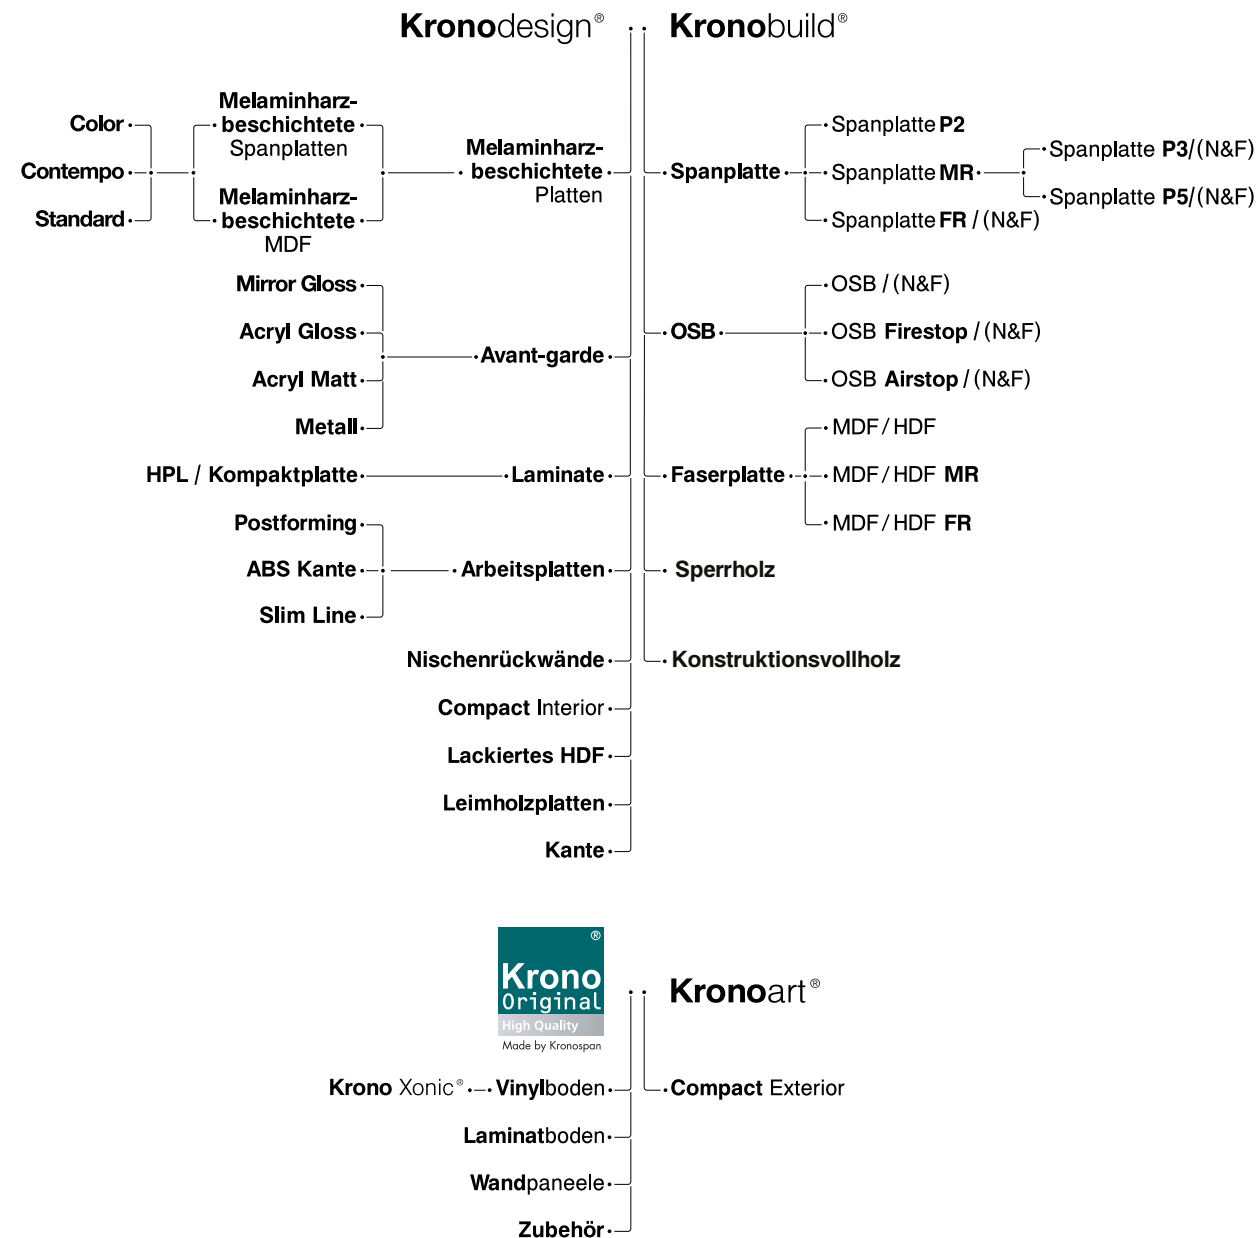 Kronodesign®
Melaminharz-
beschichtete
Platten
Melaminharz-
beschichtete
Spanplatten
Melaminharz-
beschichtete
MDF
Color
Contempo
Standard
Avant-garde
Mirror Gloss
Acryl Gloss
Acryl Matt
Metall
Laminate
HPL / Kompaktplatte
Arbeitsplatten
Postforming
ABS Kante
Slim Line
Nischenrückwände
Compact Interior
Lackiertes HDF
Leimholzplatten
Kante
Kronobuild®
Spanplatte
Spanplatte P2
Spanplatte MR
Spanplatte P3/(N&F)
Spanplatte P5/(N&F)
Spanplatte FR / (N&F)
OSB
OSB / (N&F)
OSB Firestop / (N&F)
OSB Airstop / (N&F)
Faserplatte
MDF / HDF
MDF / HDF MR
MDF / HDF FR
Sperrholz
Konstruktionsvollholz
®
Krono
Original
High Quality
Made by Kronospan
Vinylboden
Krono Xonic®
Laminatboden
Wandpaneele
Zubehör
Kronoart®
Compact Exterior